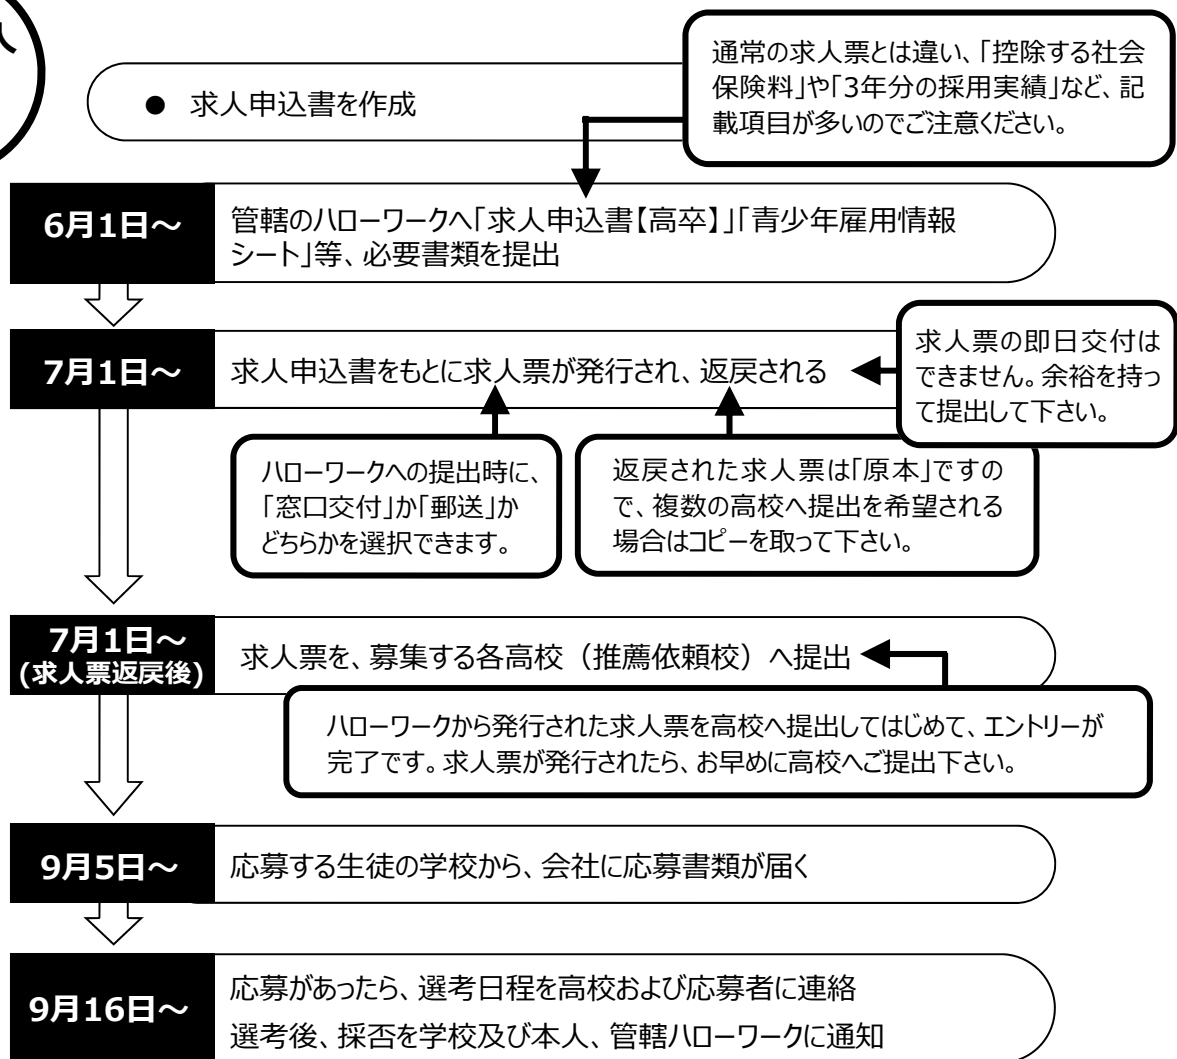 通常の求人票とは違い、「控除する社会
保険料」や「3年分の採用実績」など、記
載項目が多いのでご注意ください。
● 求人申込書を作成
6月1日～
管轄のハローワークへ「求人申込書【高卒】」「青少年雇用情報
シート」等、必要書類を提出
7月1日～
求人申込書をもとに求人票が発行され、返戻される
求人票の即日交付は
できません。余裕を持っ
て提出して下さい。
ハローワークへの提出時に、
「窓口交付」か「郵送」か
どちらかを選択できます。
返戻された求人票は「原本」ですの
で、複数の高校へ提出を希望される
場合はコピーを取って下さい。
7月1日～
(求人票返戻後)
求人票を、募集する各高校（推薦依頼校）へ提出
ハローワークから発行された求人票を高校へ提出してはじめて、エントリーが
完了です。求人票が発行されたら、お早めに高校へご提出下さい。
9月5日～
応募する生徒の学校から、会社に応募書類が届く
9月16日～
応募があったら、選考日程を高校および応募者に連絡
選考後、採否を学校及び本人、管轄ハローワークに通知